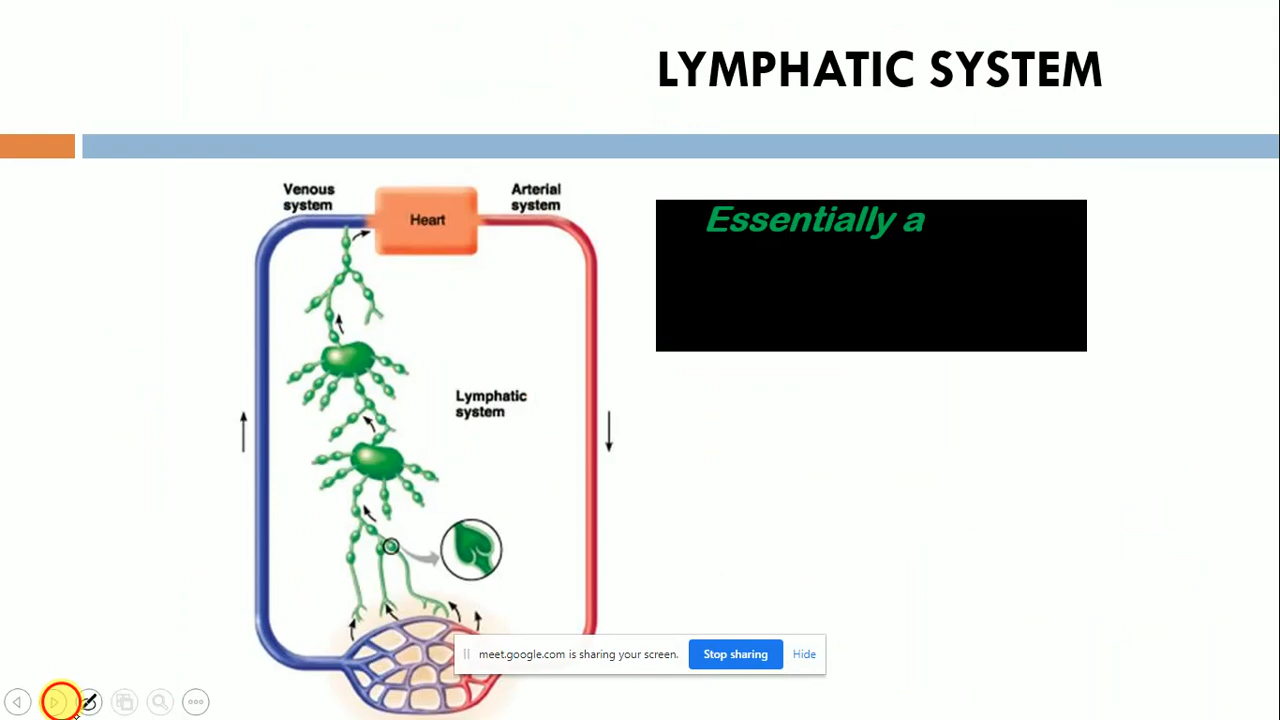 LYMPHATIC SYSTEM
Venous
system
Heart
Arterial
system
Essentially a
Lymphatic
system
meet.google.com is sharing your screen.
Stop sharing
Hide